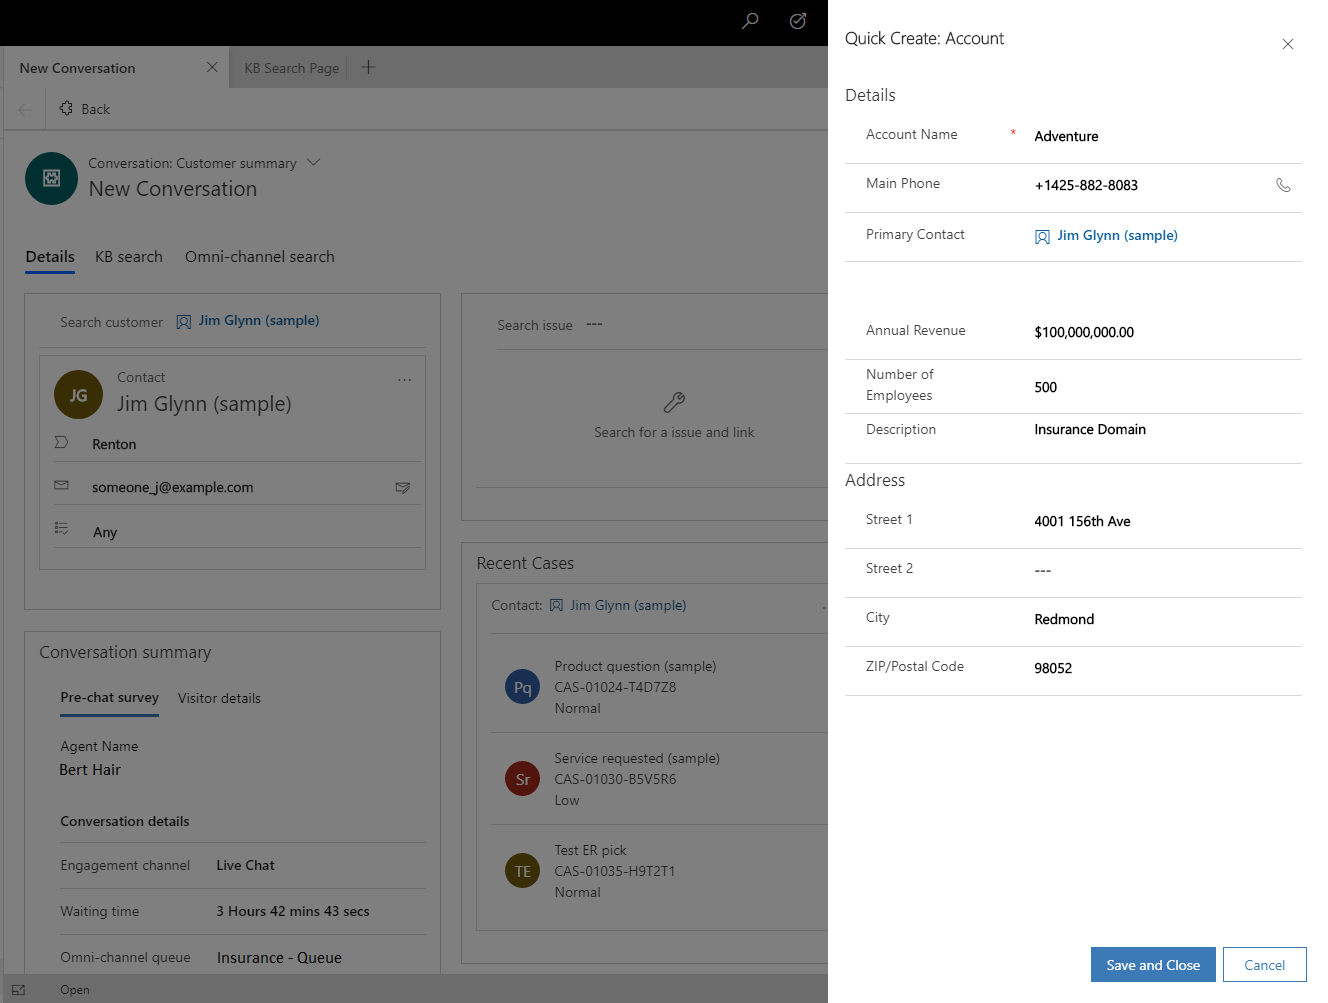 New Conversation
KB Search Page
Back
Conversation: Customer summary
New Conversation
Details
KB search
Omni-channel search
Search customer
Jim Glynn (sample)
JG
Contact
...
Jim Glynn (sample)
Renton
someone_j@example.com
Any
Conversation summary
Pre-chat survey
Visitor details
Agent Name
Bert Hair
Conversation details
Engagement channel
Live Chat
Waiting time
3 Hours 42 mins 43 secs
Omni-channel queue
Insurance - Queue
Open
Search issue
---
Search for a issue and link
Recent Cases
Contact:
Jim Glynn (sample)
Pq
Product question (sample)
CAS-01024-T4D7Z8
Normal
Sr
Service requested (sample)
CAS-01030-B5V5R6
Low
TE
Test ER pick
CAS-01035-H9T2T1
Normal
Quick Create: Account
Details
Account Name
*
Adventure
Main Phone
+1425-882-8083
Primary Contact
Jim Glynn (sample)
Annual Revenue
$100,000,000.00
Number of
Employees
500
Description
Insurance Domain
Address
Street 1
4001 156th Ave
Street 2
---
City
Redmond
ZIP/Postal Code
98052
Save and Close
Cancel